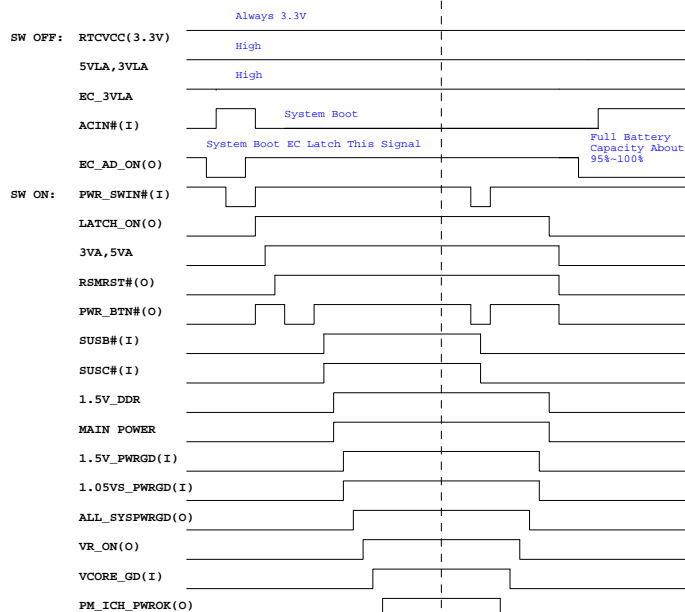 Always 3.3V
SW OFF: RTCVCC(3.3V)
High
5VLA,3VLA
High
EC_3VLA
System Boot
ACIN#(I)
System Boot EC Latch This Signal
Full Battery
Capacity About
95%~100%
EC_AD_ON(O)
SW ON: PWR_SWIN#(I)
LATCH_ON(O)
3VA,5VA
RSMRST#(O)
PWR_BTN#(O)
SUSB#(I)
SUSC#(I)
1.5V_DDR
MAIN POWER
1.5V_PWRGD(I)
1.05VS_PWRGD(I)
ALL_SYSPWRGD(O)
VR_ON(O)
VCORE_GD(I)
PM_ICH_PWROK(O)